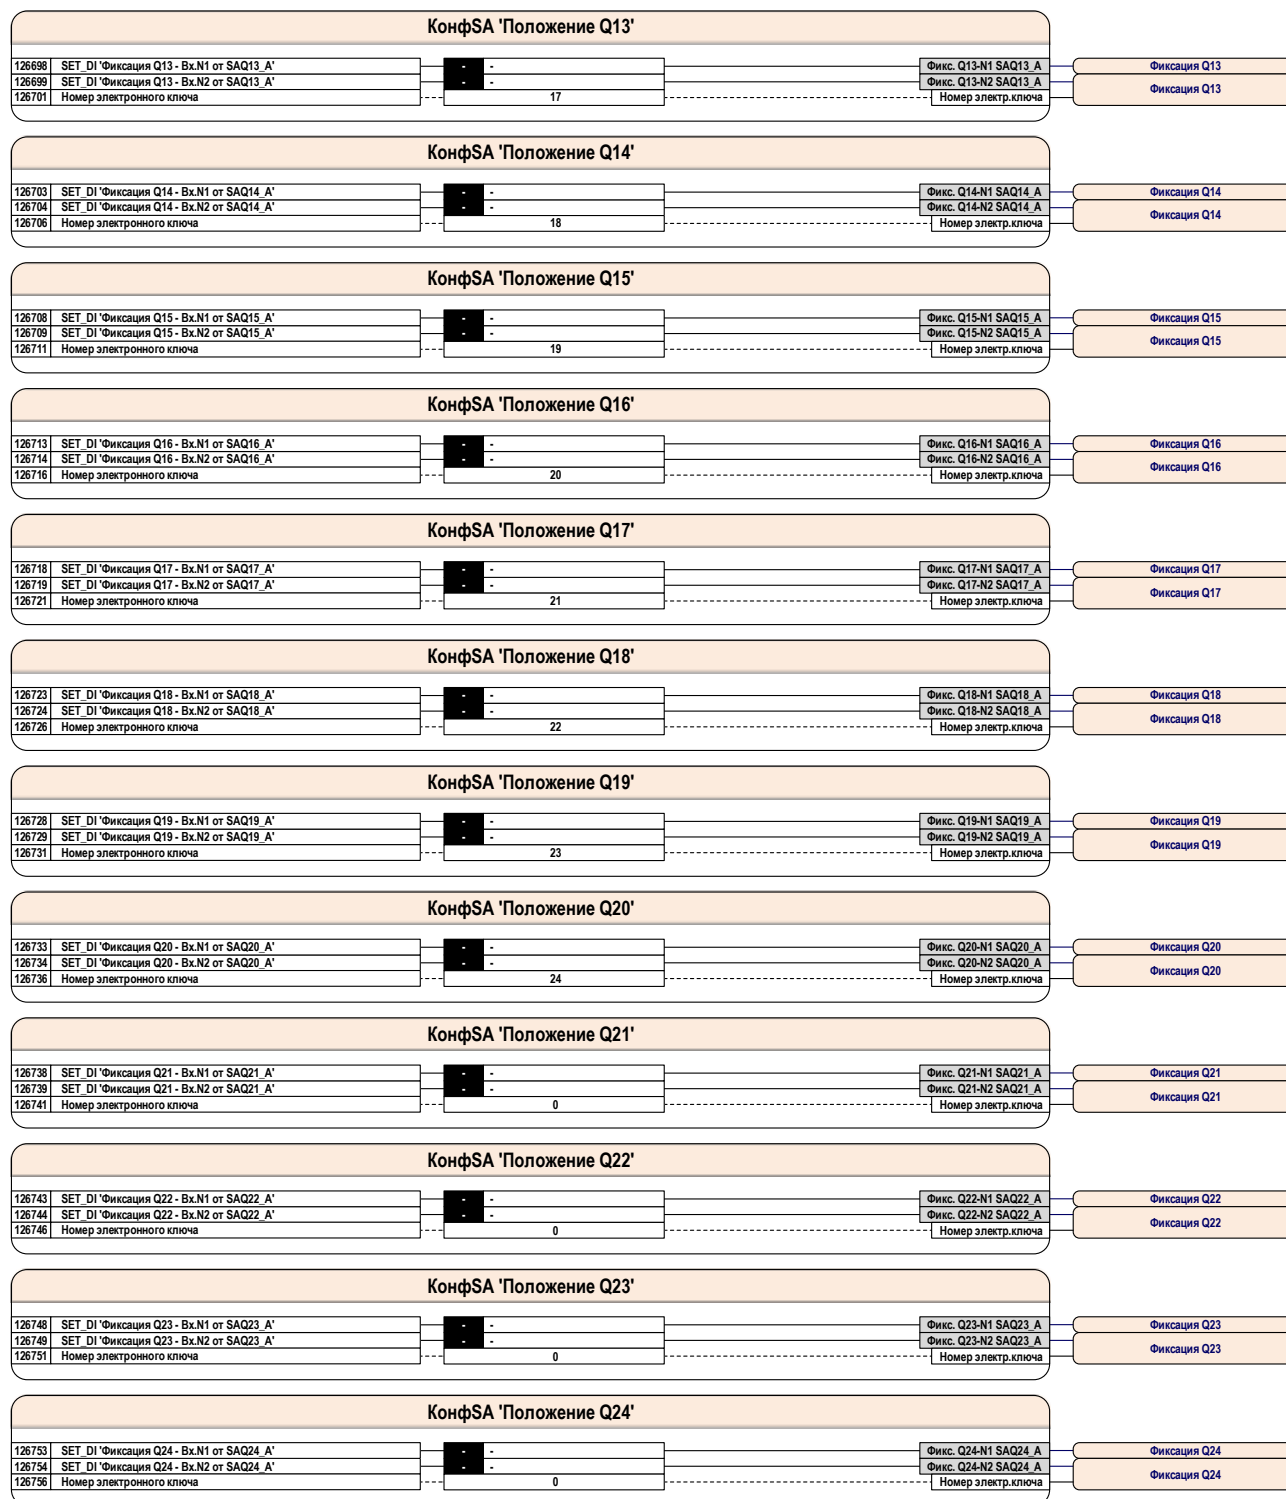 КонфSA 'Положение Q13'
126698 SET_DI 'Фиксация Q13 - Вх.N1 от SAQ13_A' - - Фикс. Q13-N1 SAQ13_A Фиксация Q13
126699 SET_DI 'Фиксация Q13 - Вх.N2 от SAQ13_A' - - Фикс. Q13-N2 SAQ13_A Фиксация Q13
126701 Номер электронного ключа 17 Номер электр.ключа
КонфSA 'Положение Q14'
126703 SET_DI 'Фиксация Q14 - Вх.N1 от SAQ14_A' - - Фикс. Q14-N1 SAQ14_A Фиксация Q14
126704 SET_DI 'Фиксация Q14 - Вх.N2 от SAQ14_A' - - Фикс. Q14-N2 SAQ14_A Фиксация Q14
126706 Номер электронного ключа 18 Номер электр.ключа
КонфSA 'Положение Q15'
126708 SET_DI 'Фиксация Q15 - Вх.N1 от SAQ15_A' - - Фикс. Q15-N1 SAQ15_A Фиксация Q15
126709 SET_DI 'Фиксация Q15 - Вх.N2 от SAQ15_A' - - Фикс. Q15-N2 SAQ15_A Фиксация Q15
126711 Номер электронного ключа 19 Номер электр.ключа
КонфSA 'Положение Q16'
126713 SET_DI 'Фиксация Q16 - Вх.N1 от SAQ16_A' - - Фикс. Q16-N1 SAQ16_A Фиксация Q16
126714 SET_DI 'Фиксация Q16 - Вх.N2 от SAQ16_A' - - Фикс. Q16-N2 SAQ16_A Фиксация Q16
126716 Номер электронного ключа 20 Номер электр.ключа
КонфSA 'Положение Q17'
126718 SET_DI 'Фиксация Q17 - Вх.N1 от SAQ17_A' - - Фикс. Q17-N1 SAQ17_A Фиксация Q17
126719 SET_DI 'Фиксация Q17 - Вх.N2 от SAQ17_A' - - Фикс. Q17-N2 SAQ17_A Фиксация Q17
126721 Номер электронного ключа 21 Номер электр.ключа
КонфSA 'Положение Q18'
126723 SET_DI 'Фиксация Q18 - Вх.N1 от SAQ18_A' - - Фикс. Q18-N1 SAQ18_A Фиксация Q18
126724 SET_DI 'Фиксация Q18 - Вх.N2 от SAQ18_A' - - Фикс. Q18-N2 SAQ18_A Фиксация Q18
126726 Номер электронного ключа 22 Номер электр.ключа
КонфSA 'Положение Q19'
126728 SET_DI 'Фиксация Q19 - Вх.N1 от SAQ19_A' - - Фикс. Q19-N1 SAQ19_A Фиксация Q19
126729 SET_DI 'Фиксация Q19 - Вх.N2 от SAQ19_A' - - Фикс. Q19-N2 SAQ19_A Фиксация Q19
126731 Номер электронного ключа 23 Номер электр.ключа
КонфSA 'Положение Q20'
126733 SET_DI 'Фиксация Q20 - Вх.N1 от SAQ20_A' - - Фикс. Q20-N1 SAQ20_A Фиксация Q20
126734 SET_DI 'Фиксация Q20 - Вх.N2 от SAQ20_A' - - Фикс. Q20-N2 SAQ20_A Фиксация Q20
126736 Номер электронного ключа 24 Номер электр.ключа
КонфSA 'Положение Q21'
126738 SET_DI 'Фиксация Q21 - Вх.N1 от SAQ21_A' - - Фикс. Q21-N1 SAQ21_A Фиксация Q21
126739 SET_DI 'Фиксация Q21 - Вх.N2 от SAQ21_A' - - Фикс. Q21-N2 SAQ21_A Фиксация Q21
126741 Номер электронного ключа 0 Номер электр.ключа
КонфSA 'Положение Q22'
126743 SET_DI 'Фиксация Q22 - Вх.N1 от SAQ22_A' - - Фикс. Q22-N1 SAQ22_A Фиксация Q22
126744 SET_DI 'Фиксация Q22 - Вх.N2 от SAQ22_A' - - Фикс. Q22-N2 SAQ22_A Фиксация Q22
126746 Номер электронного ключа 0 Номер электр.ключа
КонфSA 'Положение Q23'
126748 SET_DI 'Фиксация Q23 - Вх.N1 от SAQ23_A' - - Фикс. Q23-N1 SAQ23_A Фиксация Q23
126749 SET_DI 'Фиксация Q23 - Вх.N2 от SAQ23_A' - - Фикс. Q23-N2 SAQ23_A Фиксация Q23
126751 Номер электронного ключа 0 Номер электр.ключа
КонфSA 'Положение Q24'
126753 SET_DI 'Фиксация Q24 - Вх.N1 от SAQ24_A' - - Фикс. Q24-N1 SAQ24_A Фиксация Q24
126754 SET_DI 'Фиксация Q24 - Вх.N2 от SAQ24_A' - - Фикс. Q24-N2 SAQ24_A Фиксация Q24
126756 Номер электронного ключа 0 Номер электр.ключа